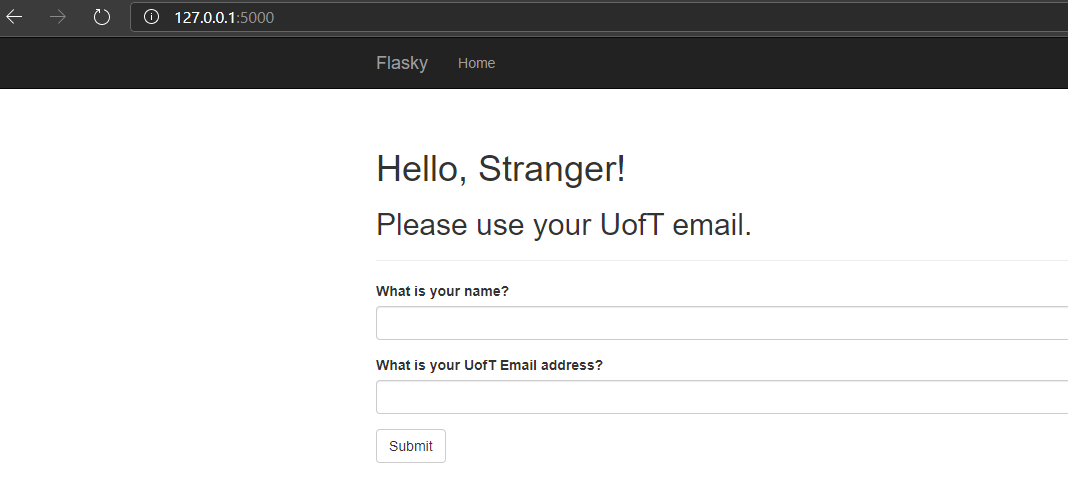 127.0.0.1:5000
Flasky Home
Hello, Stranger!
Please use your UofT email.
What is your name?
What is your UofT Email address?
Submit